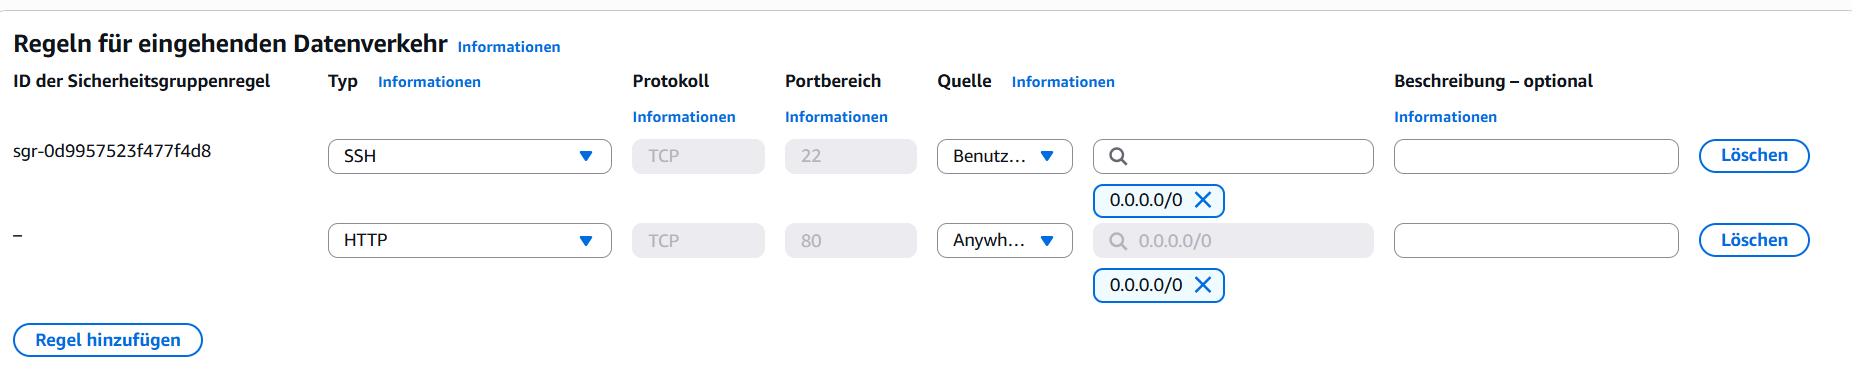 Regeln für eingehenden Datenverkehr Informationen
ID der Sicherheitsgruppenregel Typ Informationen Protokoll Portbereich Quelle Informationen Beschreibung – optional
Informationen Informationen Informationen
sgr-0d9957523f477f4d8 SSH TCP 22 Benutz... Löschen
0.0.0.0/0
– HTTP TCP 80 Anywh... 0.0.0.0/0 Löschen
0.0.0.0/0
Regel hinzufügen